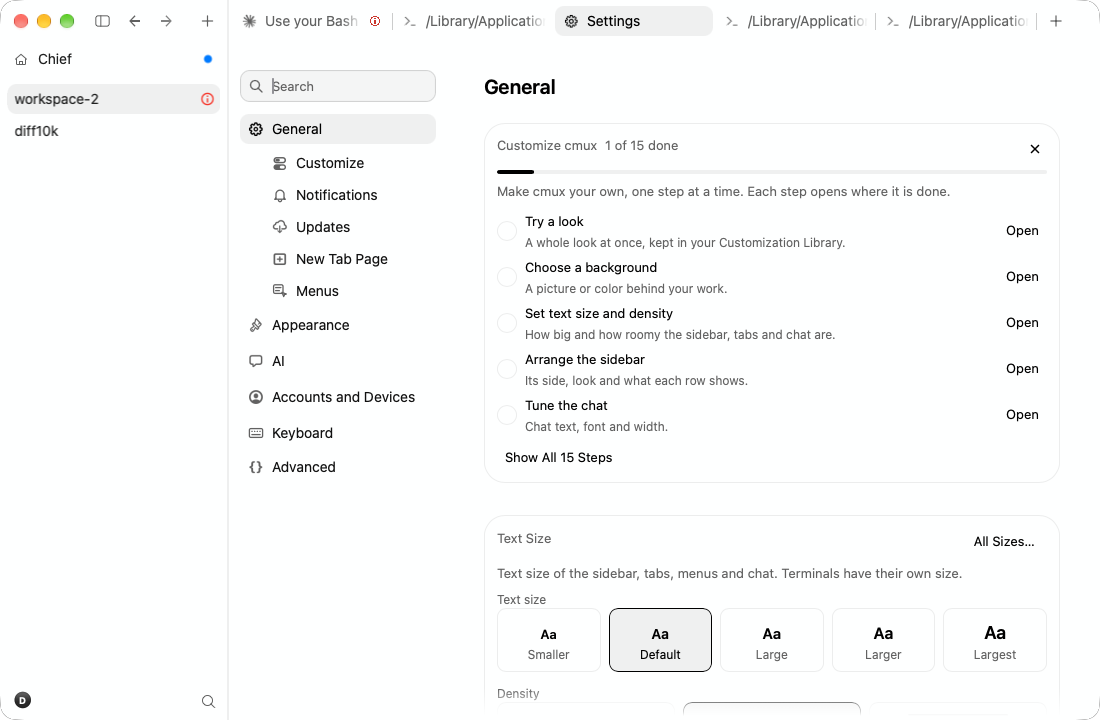 Use your Bash
/Library/Application
Settings
/Library/Application
/Library/Application
Chief
workspace-2
diff10k
D
Search
General
Customize
Notifications
Updates
New Tab Page
Menus
Appearance
AI
Accounts and Devices
Keyboard
Advanced
General
Customize cmux 1 of 15 done
Make cmux your own, one step at a time. Each step opens where it is done.
Try a look
A whole look at once, kept in your Customization Library.
Open
Choose a background
A picture or color behind your work.
Open
Set text size and density
How big and how roomy the sidebar, tabs and chat are.
Open
Arrange the sidebar
Its side, look and what each row shows.
Open
Tune the chat
Chat text, font and width.
Open
Show All 15 Steps
Text Size
All Sizes...
Text size of the sidebar, tabs, menus and chat. Terminals have their own size.
Text size
Aa Aa Aa Aa Aa
Smaller Default Large Larger Largest
Density